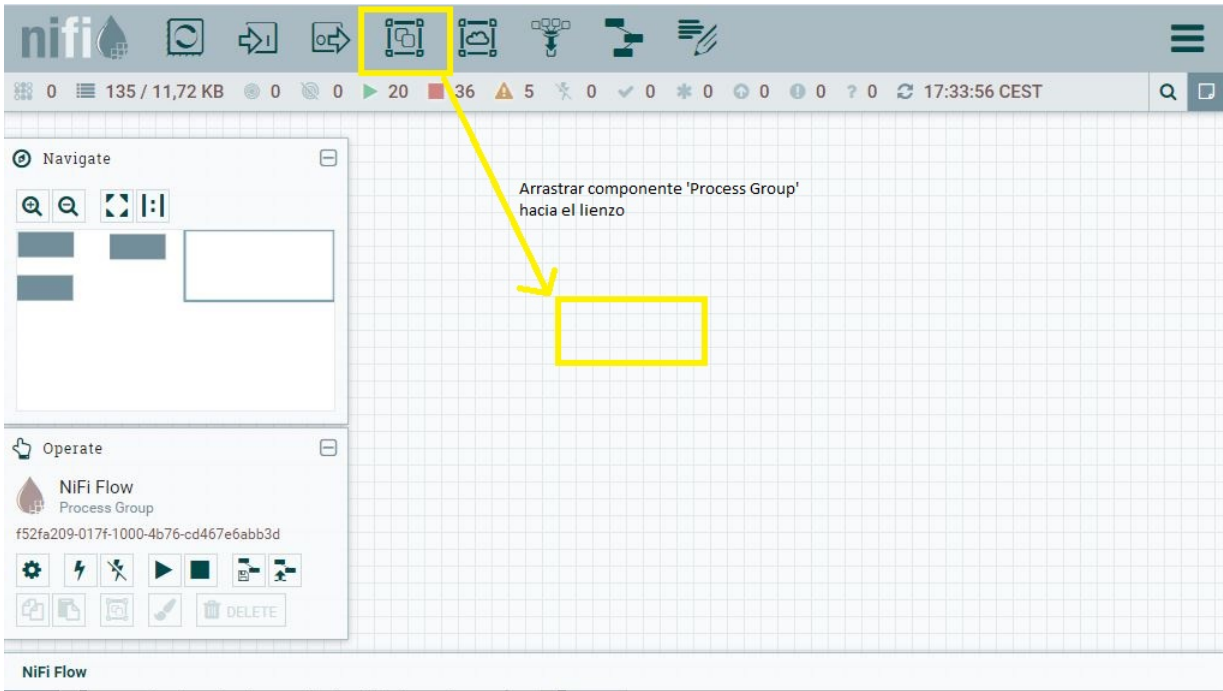 nifi
0 135 / 11,72 KB 0 0 20 36 5 0 0 0 0 0 ? 0 17:33:56 CEST
Navigate
Arrastrar componente 'Process Group'
hacia el lienzo
Operate
NiFi Flow
Process Group
f52fa209-017f-1000-4b76-cd467e6abb3d
DELETE
NiFi Flow